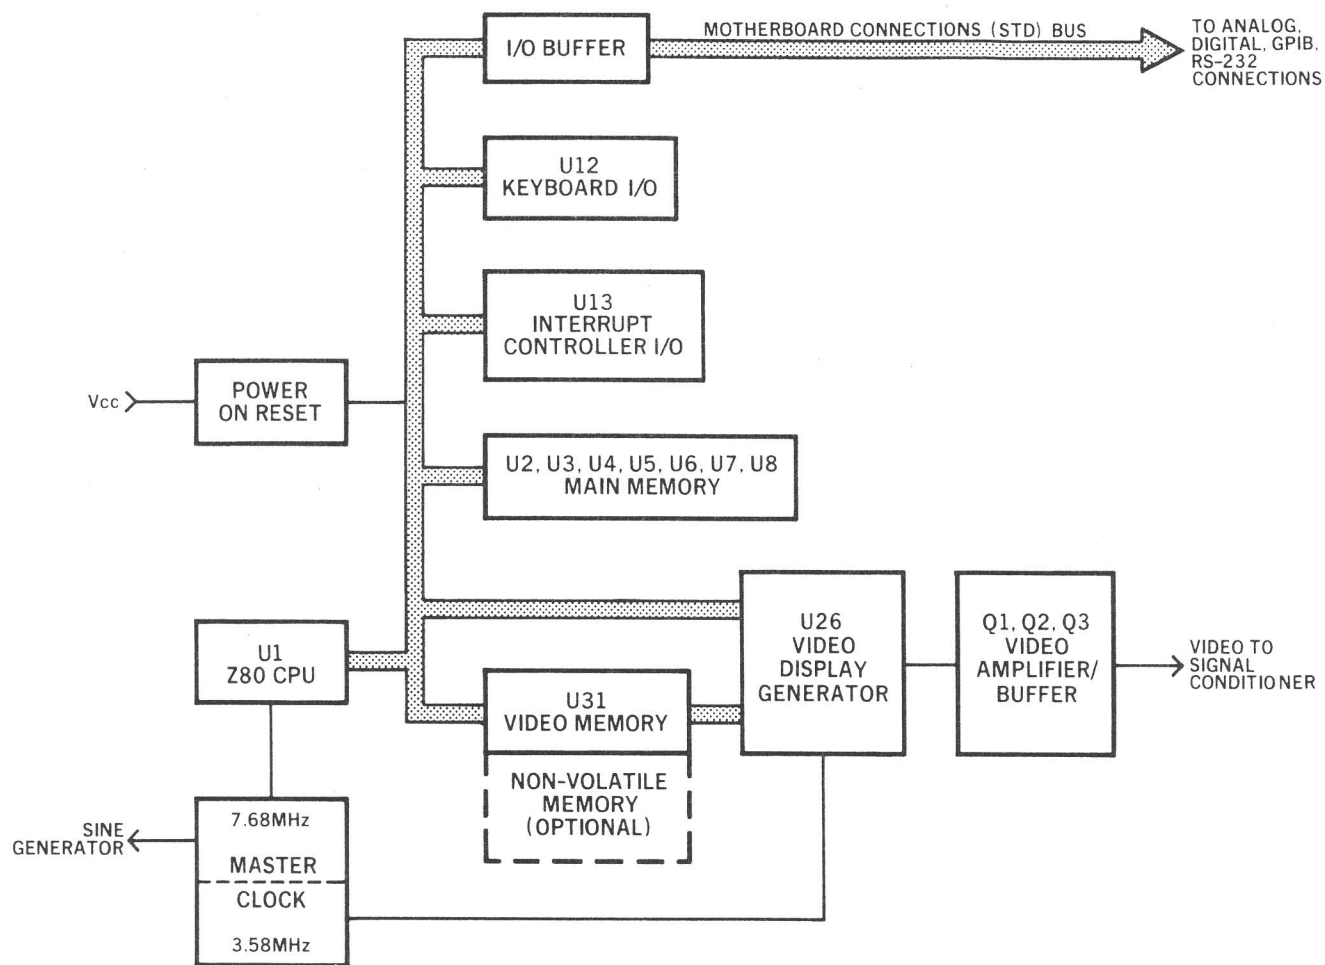 I/O BUFFER
MOTHERBOARD CONNECTIONS (STD) BUS
TO ANALOG,
DIGITAL, GPIB,
RS-232
CONNECTIONS
U12
KEYBOARD I/O
U13
INTERRUPT
CONTROLLER I/O
Vcc
POWER
ON RESET
U2, U3, U4, U5, U6, U7, U8
MAIN MEMORY
U1
Z80 CPU
U26
VIDEO
DISPLAY
GENERATOR
Q1, Q2, Q3
VIDEO
AMPLIFIER/
BUFFER
VIDEO TO
SIGNAL
CONDITIONER
U31
VIDEO MEMORY
NON-VOLATILE
MEMORY
(OPTIONAL)
SINE
GENERATOR
7.68MHz
MASTER
CLOCK
3.58MHz